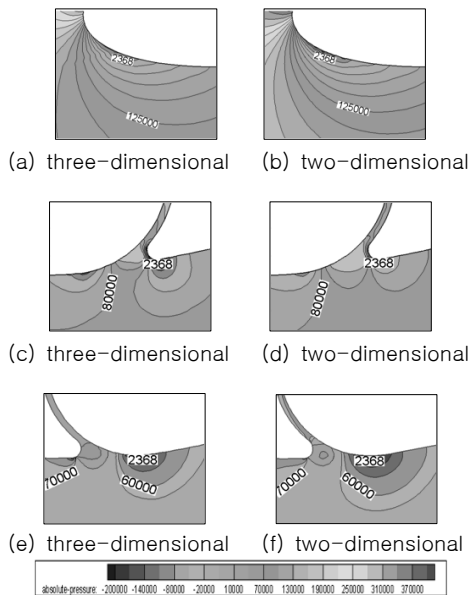 2368 2368
125000 125000
(a) three-dimensional (b) two-dimensional
2368 2368
80000 80000
(c) three-dimensional (d) two-dimensional
2368 2368
70000 60000 70000 60000
(e) three-dimensional (f) two-dimensional
absolute-pressure: -200000 -140000 -80000 -20000 10000 70000 130000 190000 250000 310000 370000